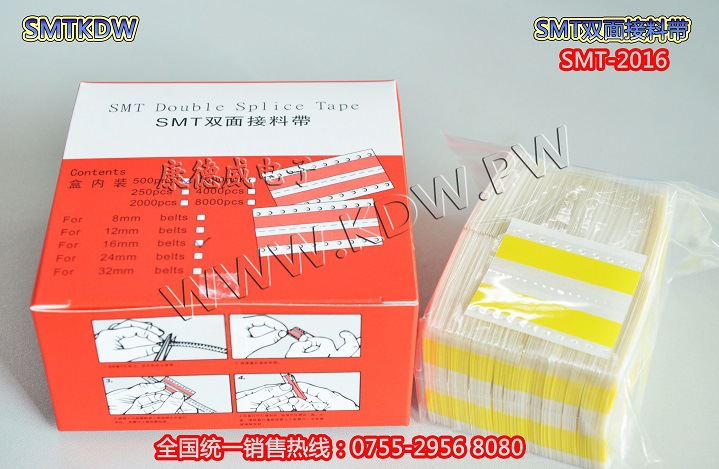 SMTKDW
SMT双面接料带
SMT-2016
SMT Double Splice Tape
SMT双面接料带
Contents
盒内装 500pcs
250pcs 4000pcs
2000pcs 8000pcs
For 8mm belts
For 12mm belts
For 16mm belts
For 24mm belts
For 32mm belts
康德威电子
WWW.KDW.PW
3.
4.
全国统一销售热线：0755-2956 8080